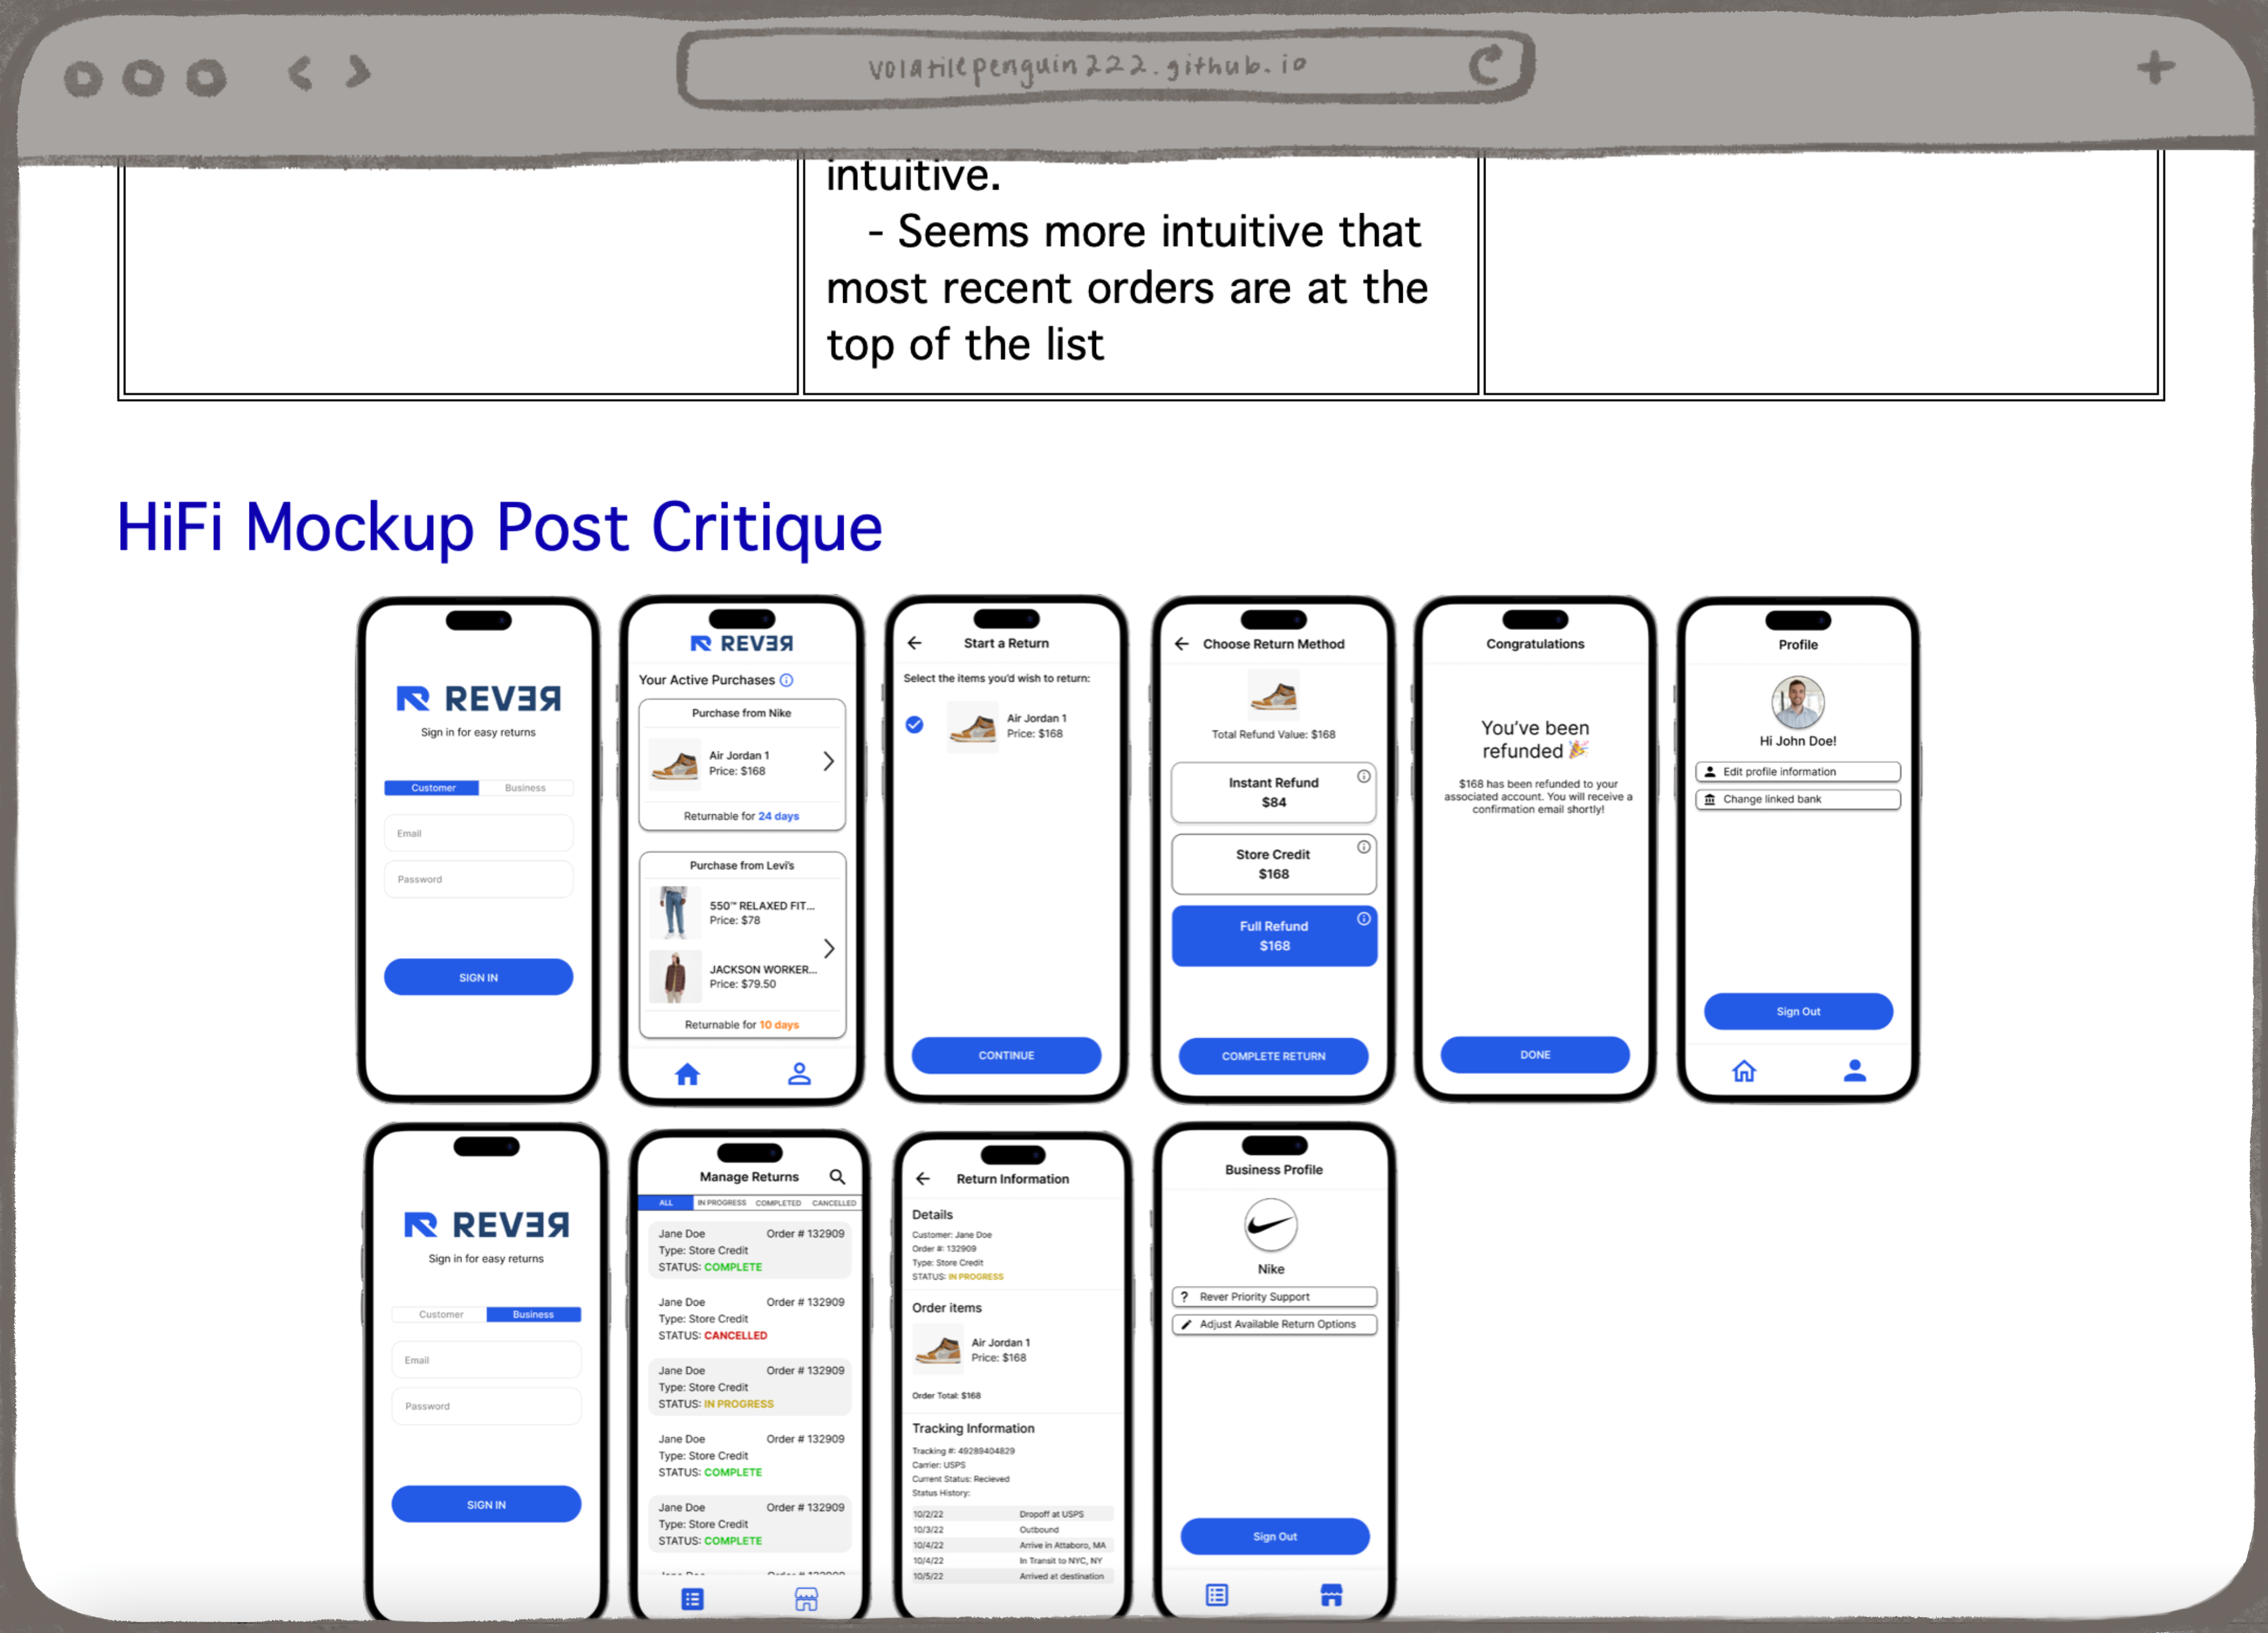 volatilepenguin222.github.io
intuitive.
- Seems more intuitive that
most recent orders are at the
top of the list
HiFi Mockup Post Critique
REVEЯ
Sign in for easy returns
Customer Business
Email
Password
SIGN IN
REVEЯ
Your Active Purchases
Purchase from Nike
Air Jordan 1
Price: $168
Returnable for 24 days
Purchase from Levi's
550™ RELAXED FIT...
Price: $78
JACKSON WORKER...
Price: $79.50
Returnable for 10 days
Start a Return
Select the items you'd wish to return:
Air Jordan 1
Price: $168
CONTINUE
Choose Return Method
Total Refund Value: $168
Instant Refund
$84
Store Credit
$168
Full Refund
$168
COMPLETE RETURN
Congratulations
You've been
refunded 🎉
$168 has been refunded to your
associated account. You will receive a
confirmation email shortly!
DONE
Profile
Hi John Doe!
Edit profile information
Change linked bank
Sign Out
REVEЯ
Sign in for easy returns
Customer Business
Email
Password
SIGN IN
Manage Returns
ALL IN PROGRESS COMPLETED CANCELLED
Jane Doe Order # 132909
Type: Store Credit
STATUS: COMPLETE
Jane Doe Order # 132909
Type: Store Credit
STATUS: CANCELLED
Jane Doe Order # 132909
Type: Store Credit
STATUS: IN PROGRESS
Jane Doe Order # 132909
Type: Store Credit
STATUS: COMPLETE
Jane Doe Order # 132909
Type: Store Credit
STATUS: COMPLETE
Return Information
Details
Customer: Jane Doe
Order #: 132909
Type: Store Credit
STATUS: IN PROGRESS
Order items
Air Jordan 1
Price: $168
Order Total: $168
Tracking Information
Tracking #: 49289404829
Carrier: USPS
Current Status: Recieved
Status History:
10/2/22 Dropoff at USPS
10/3/22 Outbound
10/4/22 Arrive in Attaboro, MA
10/4/22 In Transit to NYC, NY
10/5/22 Arrived at destination
Business Profile
Nike
? Rever Priority Support
Adjust Available Return Options
Sign Out